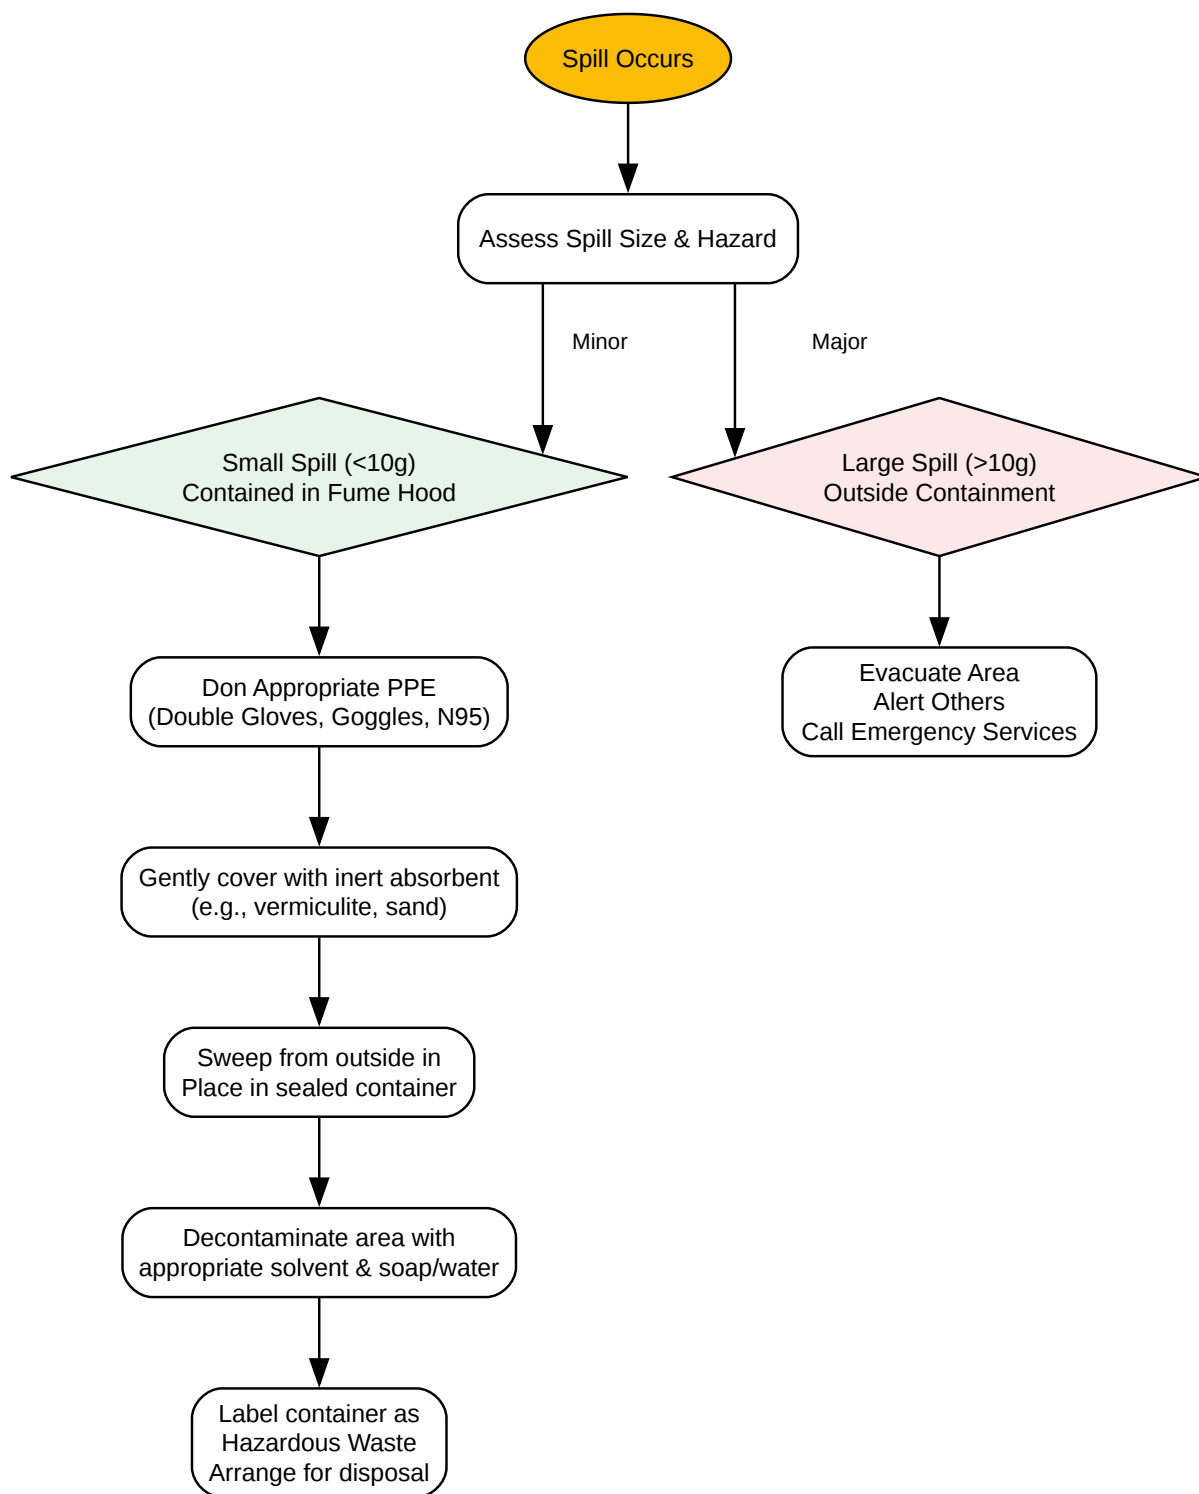 Spill Occurs
Assess Spill Size & Hazard
Minor
Major
Small Spill (<10g)
Contained in Fume Hood
Large Spill (>10g)
Outside Containment
Don Appropriate PPE
(Double Gloves, Goggles, N95)
Evacuate Area
Alert Others
Call Emergency Services
Gently cover with inert absorbent
(e.g., vermiculite, sand)
Sweep from outside in
Place in sealed container
Decontaminate area with
appropriate solvent & soap/water
Label container as
Hazardous Waste
Arrange for disposal